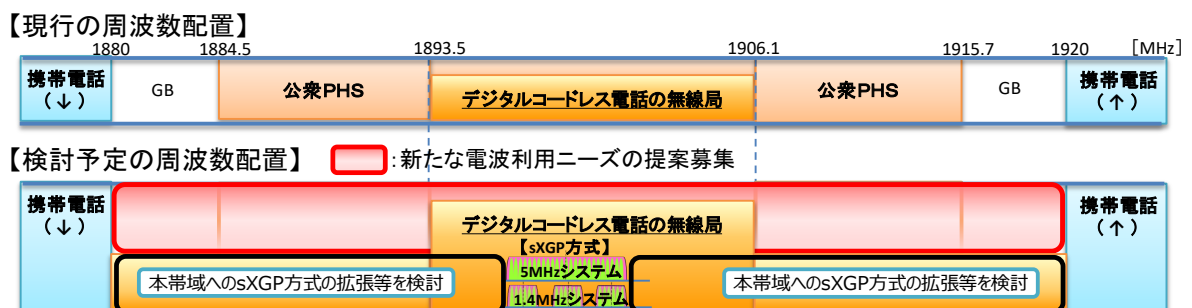 【現行の周波数配置】
1880 1884.5 1893.5 1906.1 1915.7 1920 [MHz]
携帯電話
(↓)
GB
公衆PHS
デジタルコードレス電話の無線局
公衆PHS
GB
携帯電話
(↑)
【検討予定の周波数配置】 :新たな電波利用ニーズの提案募集
携帯電話
(↓)
デジタルコードレス電話の無線局
携帯電話
(↑)
【sXGP方式】
5MHzシステム
本帯域へのsXGP方式の拡張等を検討
本帯域へのsXGP方式の拡張等を検討
1.4MHzシステム